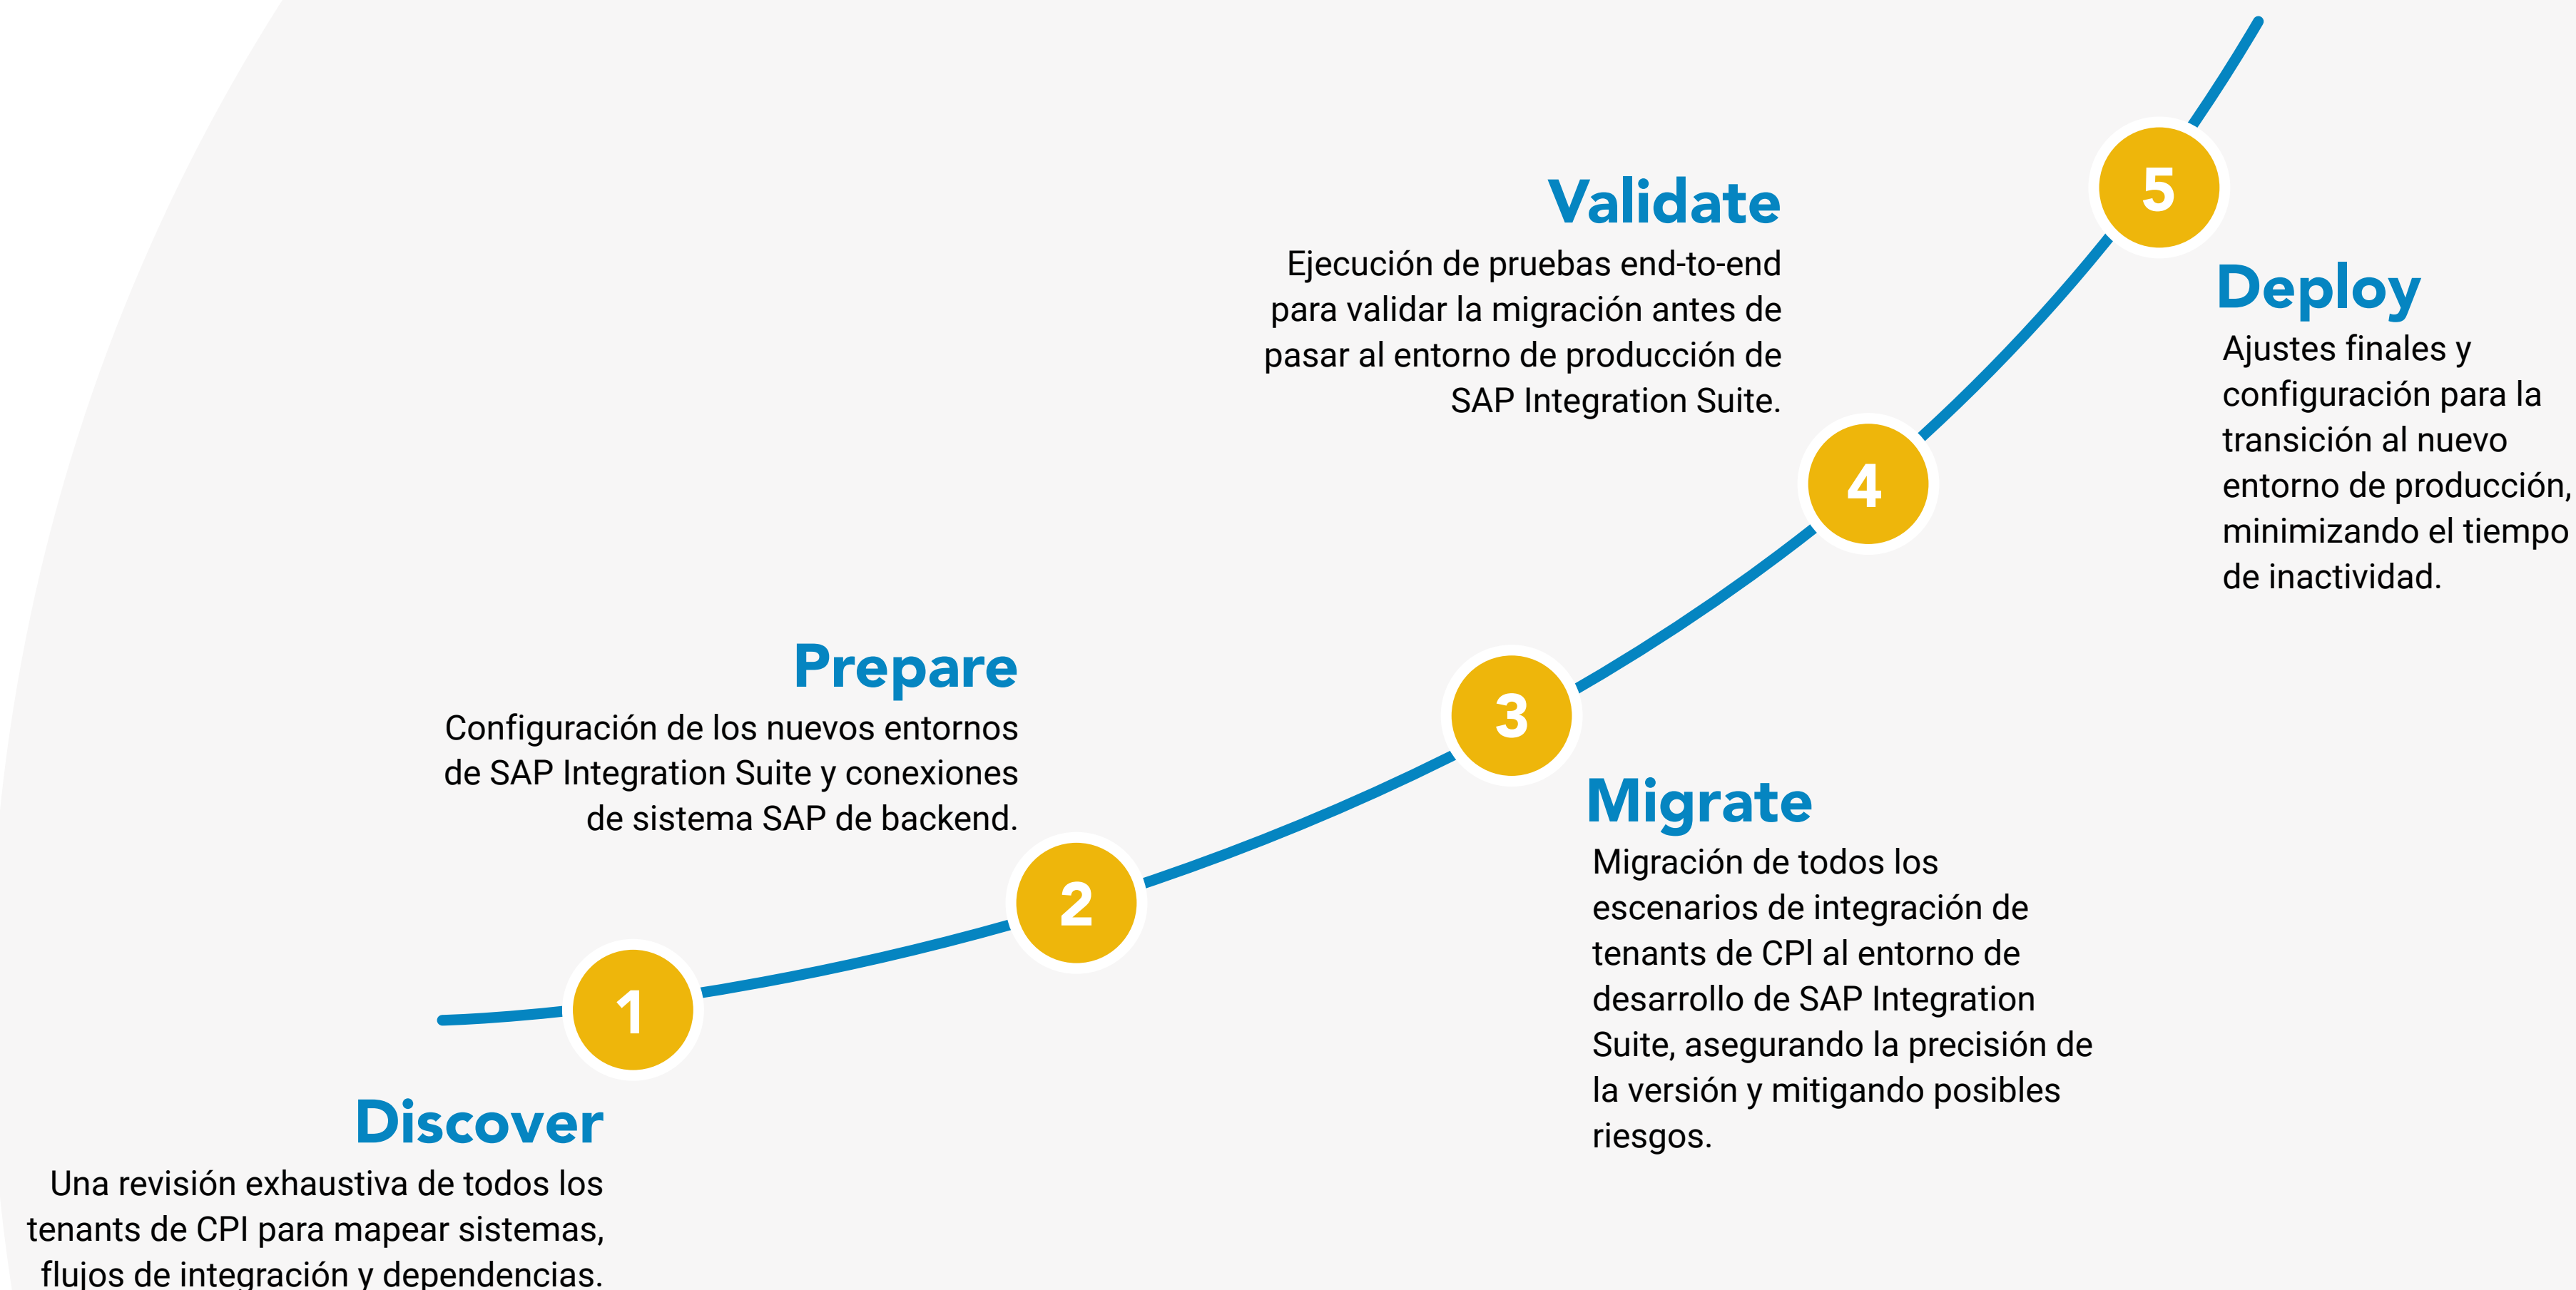 1
Discover
Una revisión exhaustiva de todos los
tenants de CPI para mapear sistemas,
flujos de integración y dependencias.
2
Prepare
Configuración de los nuevos entornos
de SAP Integration Suite y conexiones
de sistema SAP de backend.
3
Migrate
Migración de todos los
escenarios de integración de
tenants de CPI al entorno de
desarrollo de SAP Integration
Suite, asegurando la precisión de
la versión y mitigando posibles
riesgos.
4
Validate
Ejecución de pruebas end-to-end
para validar la migración antes de
pasar al entorno de producción de
SAP Integration Suite.
5
Deploy
Ajustes finales y
configuración para la
transición al nuevo
entorno de producción,
minimizando el tiempo
de inactividad.